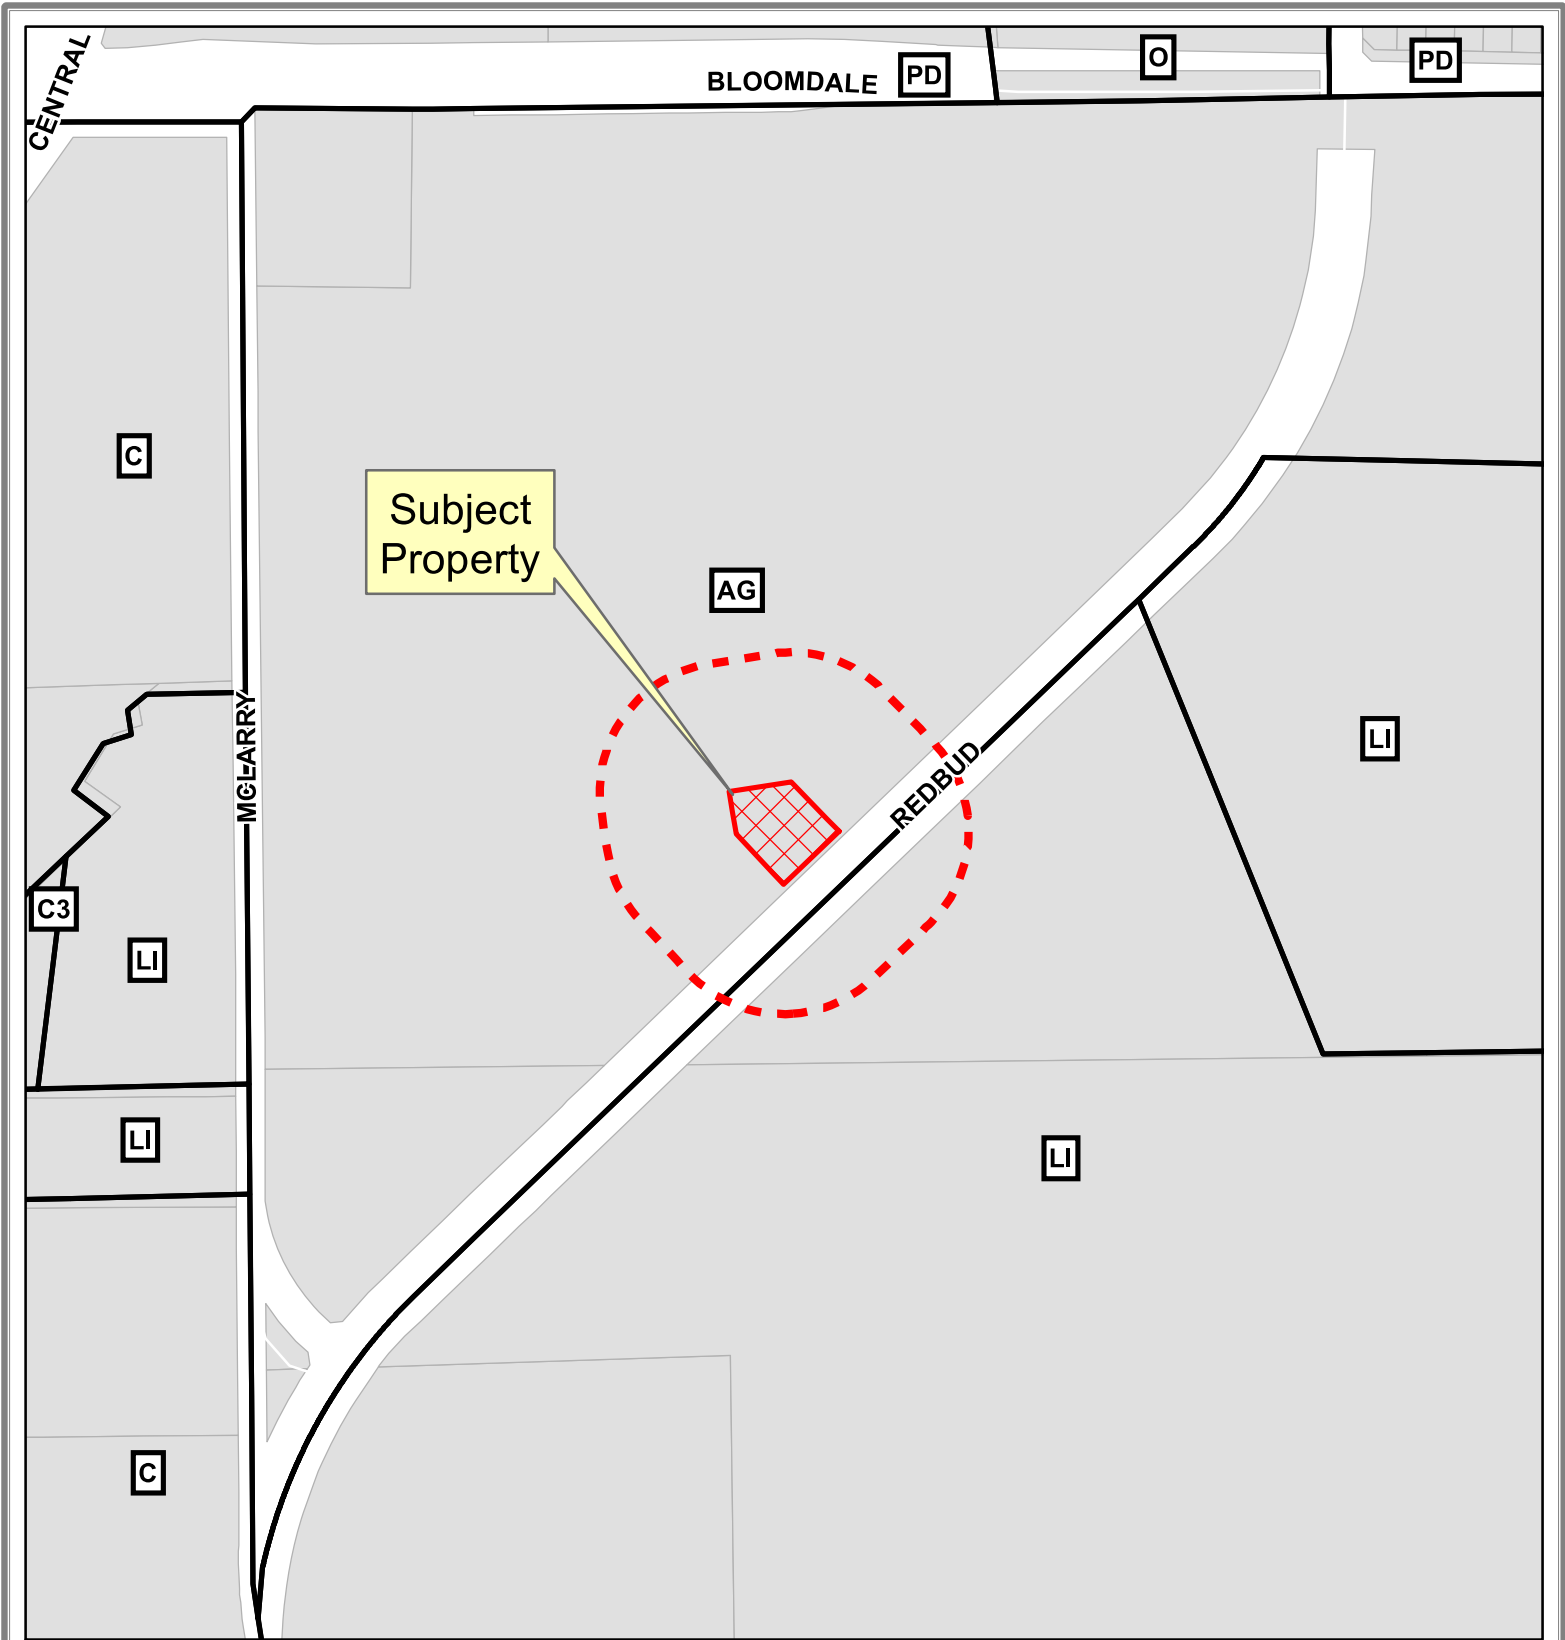 CENTRAL
BLOOMDALE
PD
O
PD
C
Subject
Property
AG
MCLARRY
REDBUD
LI
C3
LI
LI
LI
C